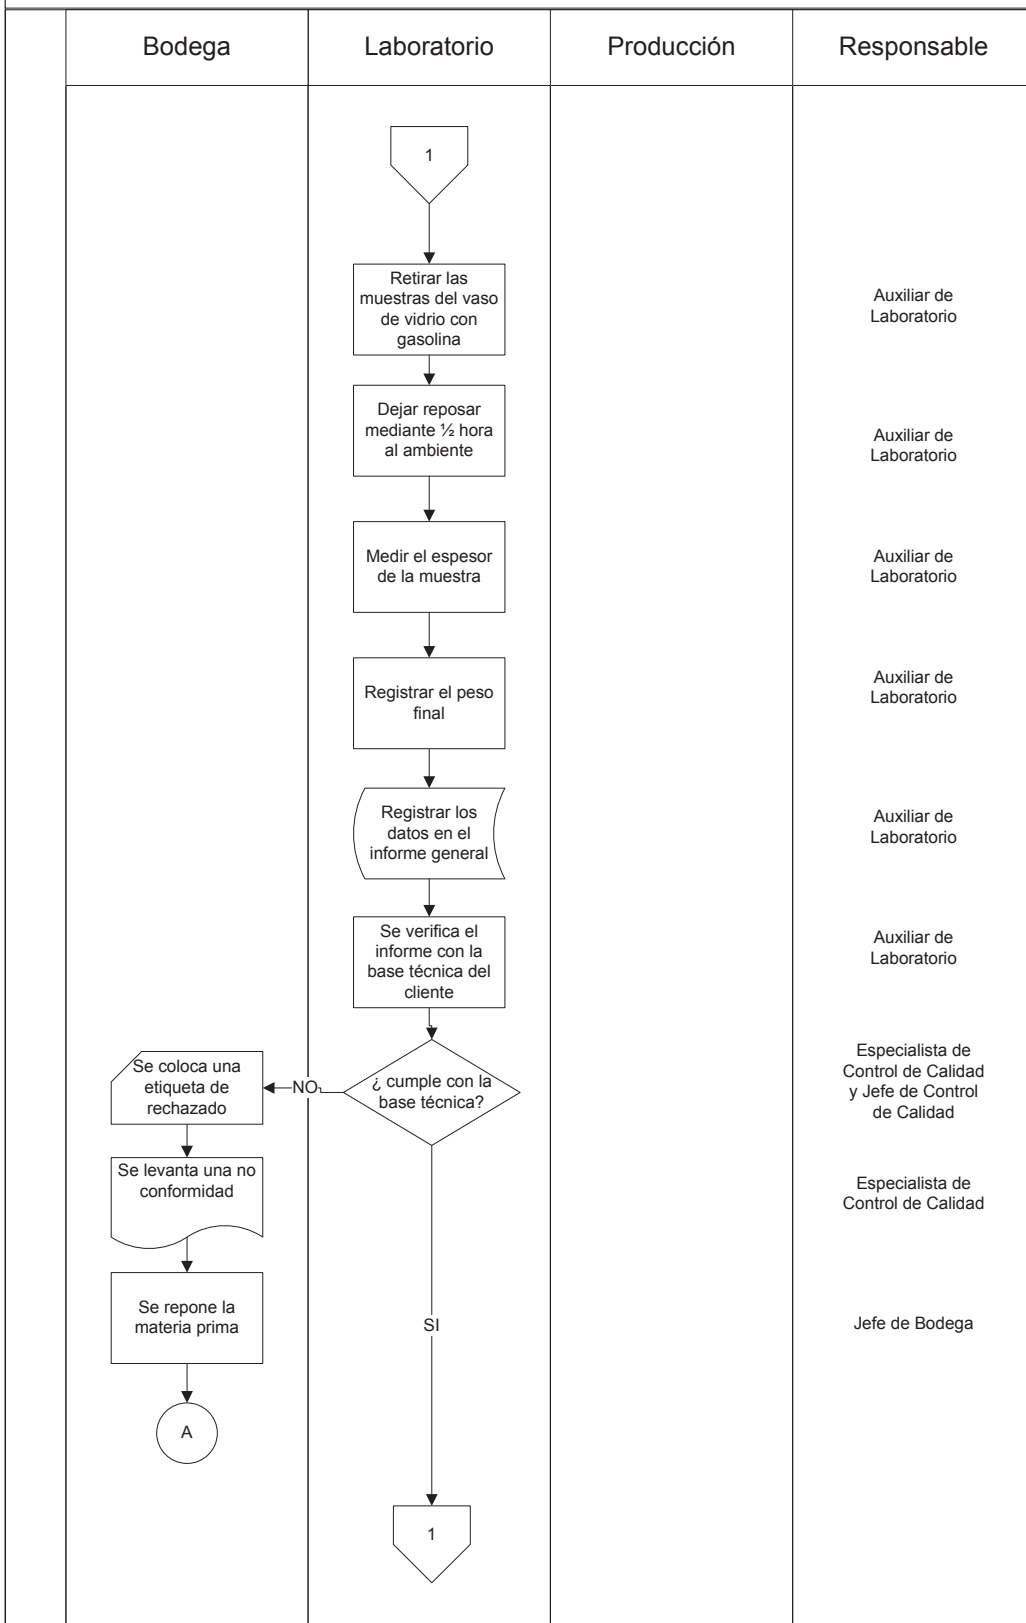 Bodega
Laboratorio
Producción
Responsable
1
Retirar las
muestras del vaso
de vidrio con
gasolina
Auxiliar de
Laboratorio
Dejar reposar
mediante ½ hora
al ambiente
Auxiliar de
Laboratorio
Medir el espesor
de la muestra
Auxiliar de
Laboratorio
Registrar el peso
final
Auxiliar de
Laboratorio
Registrar los
datos en el
informe general
Auxiliar de
Laboratorio
Se verifica el
informe con la
base técnica del
cliente
Auxiliar de
Laboratorio
¿ cumple con la
base técnica?
NO
Se coloca una
etiqueta de
rechazado
Especialista de
Control de Calidad
y Jefe de Control
de Calidad
Se levanta una no
conformidad
Especialista de
Control de Calidad
Se repone la
materia prima
SI
Jefe de Bodega
A
1